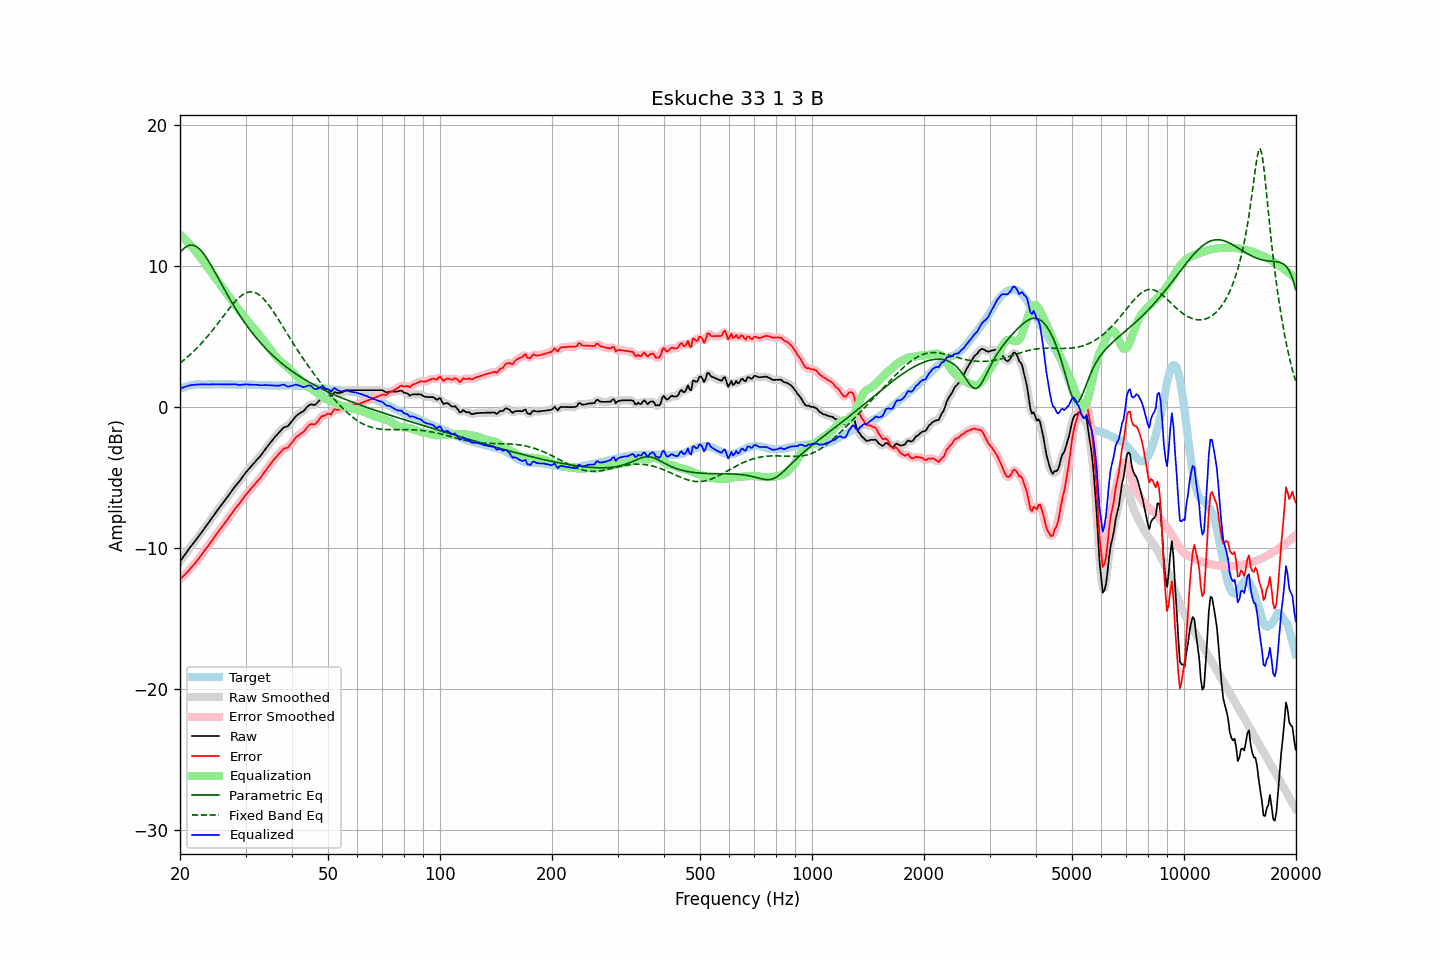 Eskuche 33 1 3 B
20
10
0
−10
−20
−30
Amplitude (dBr)
Target
Raw Smoothed
Error Smoothed
Raw
Error
Equalization
Parametric Eq
Fixed Band Eq
Equalized
20 50 100 200 500 1000 2000 5000 10000 20000
Frequency (Hz)